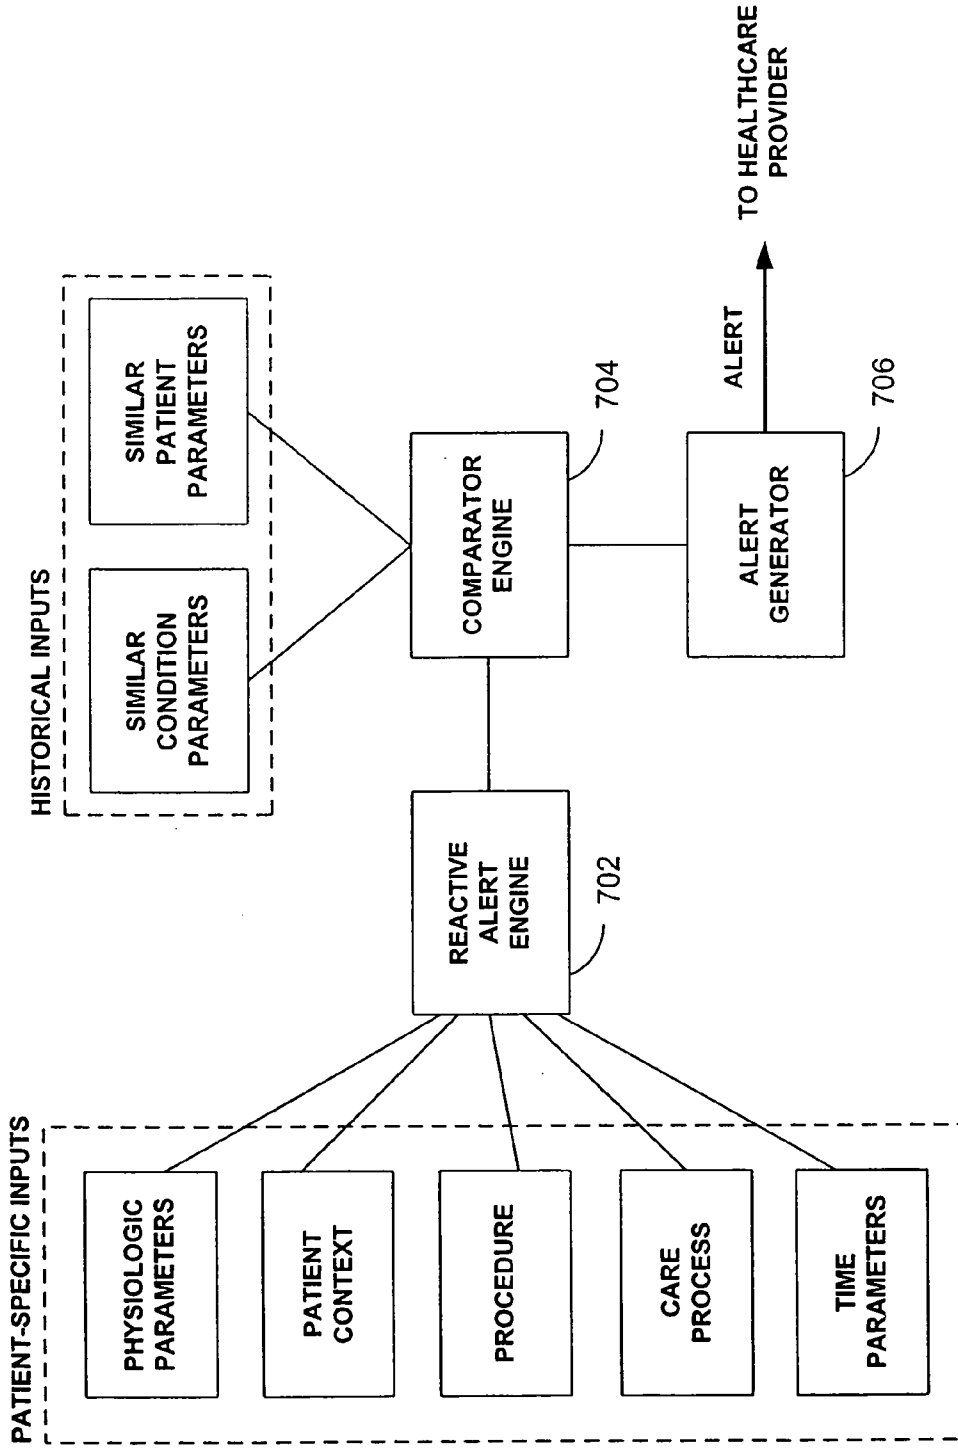 PATIENT-SPECIFIC INPUTS
PHYSIOLOGIC
PARAMETERS
PATIENT
CONTEXT
PROCEDURE
CARE
PROCESS
TIME
PARAMETERS
REACTIVE
ALERT
ENGINE
702
HISTORICAL INPUTS
SIMILAR
CONDITION
PARAMETERS
SIMILAR
PATIENT
PARAMETERS
COMPARATOR
ENGINE
704
ALERT
GENERATOR
706
ALERT
TO HEALTHCARE
PROVIDER